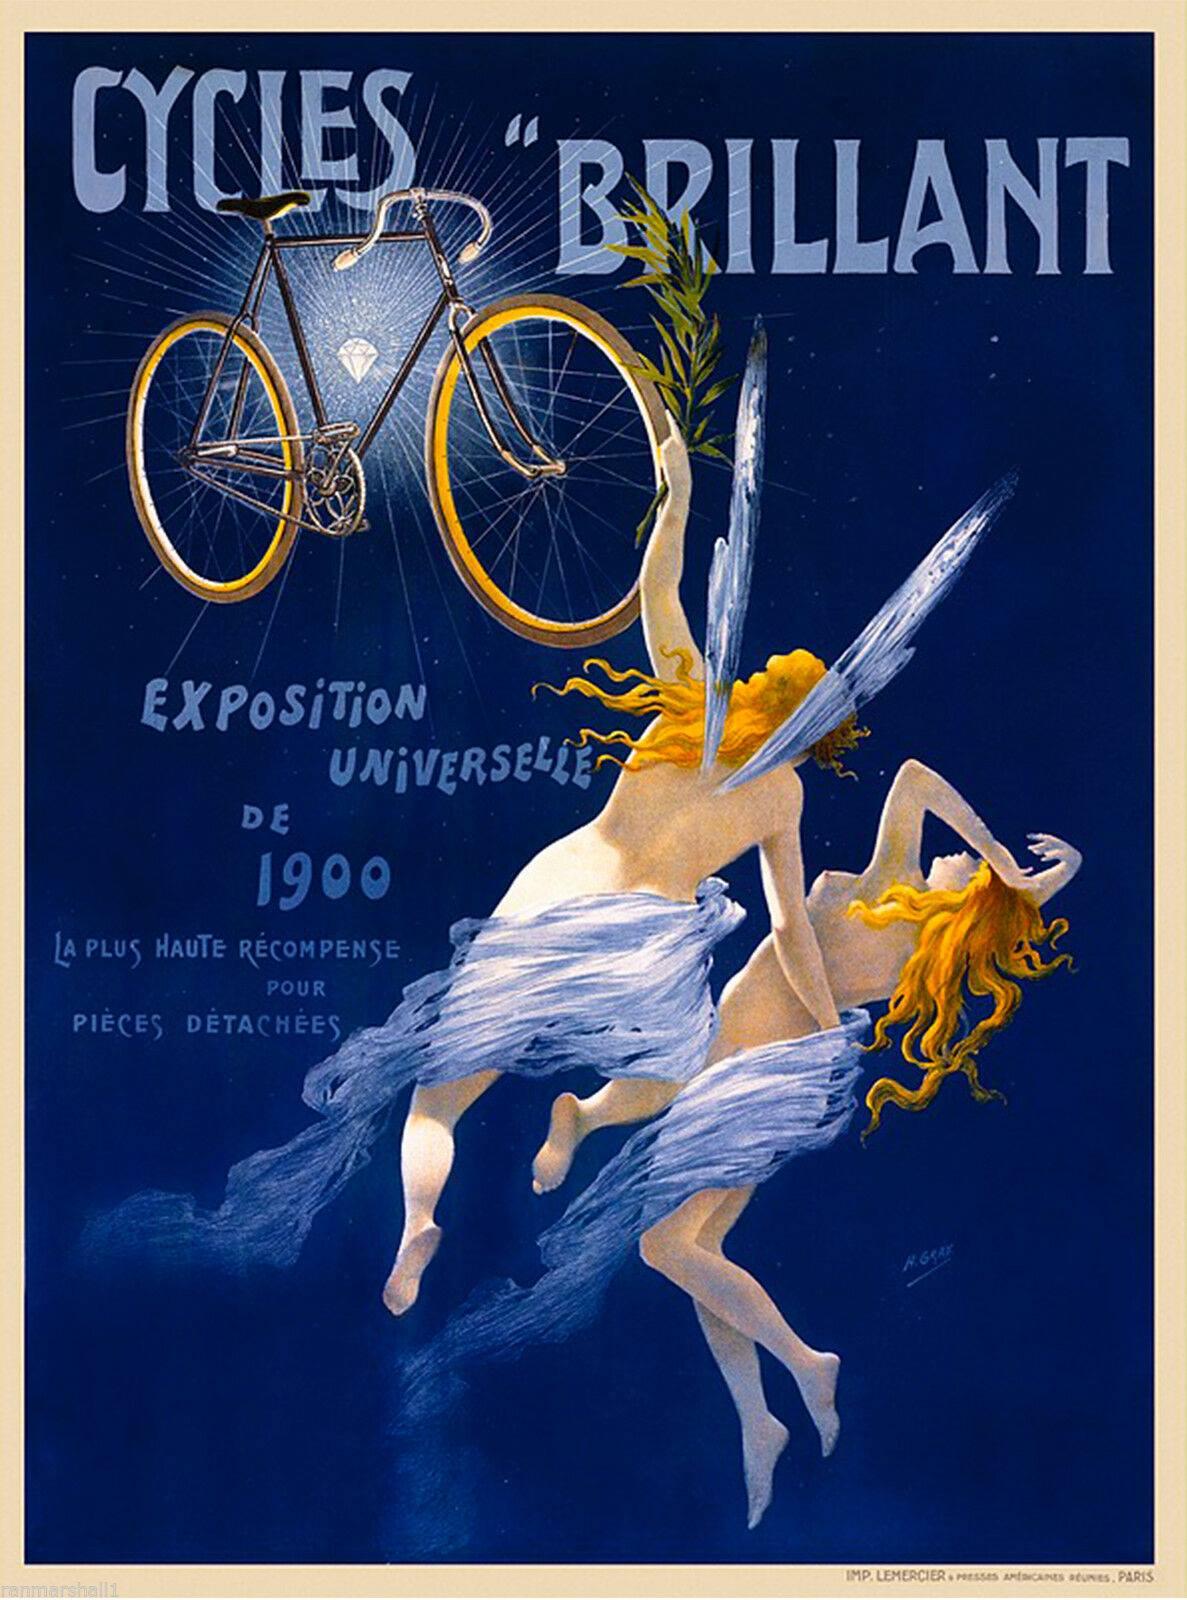 CYCLES
“BRILLANT
EXPOSITION
UNIVERSELLE
DE
1900
LA PLUS HAUTE RÉCOMPENSE
POUR
PIÈCES DÉTACHÉES
H. GRAY
IMP. LEMERCIER & PRESSES AMÉRICAINES RÉUNIES, PARIS
ranmarshall1